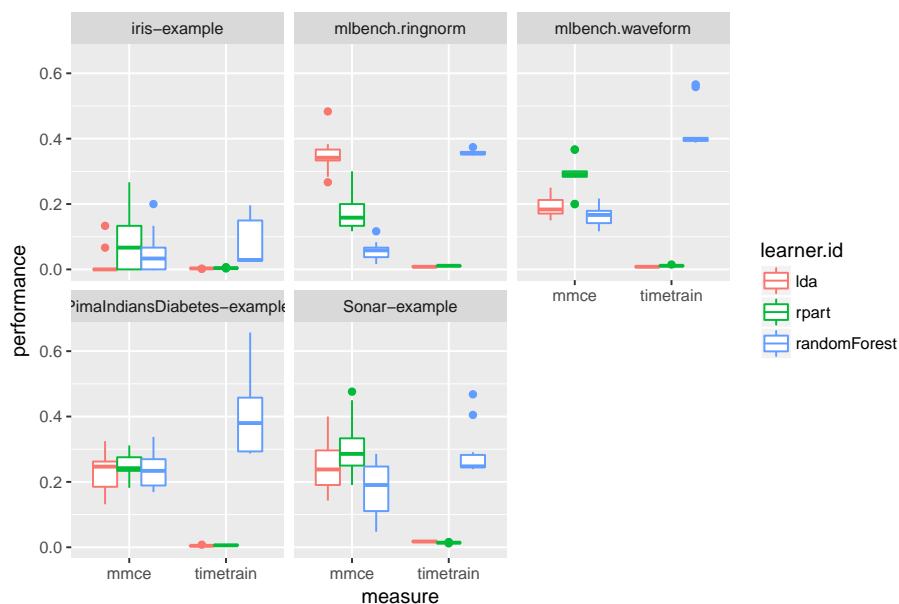 iris−example
mlbench.ringnorm
mlbench.waveform
0.6
0.4
0.2
0.0
PimaIndiansDiabetes−example
Sonar−example
mmce
timetrain
0.6
0.4
0.2
0.0
mmce
timetrain
mmce
timetrain
measure
performance
learner.id
lda
rpart
randomForest